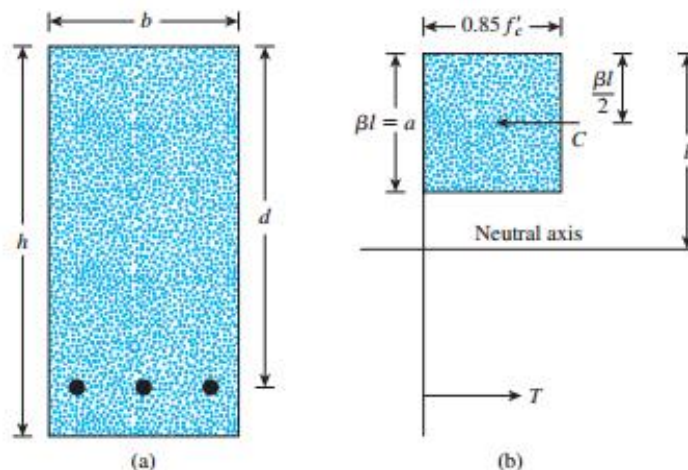 b
h
d
(a)
0.85 f′c
βl = a
βl
2
C
Neutral axis
T
(b)